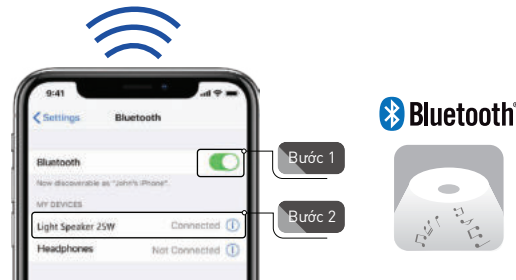 9:41
Settings
Bluetooth
Bluetooth
Now discoverable as "John's iPhone".
MY DEVICES
Light Speaker 25W Connected
Headphones Not Connected
Bước 1
Bước 2
Bluetooth®